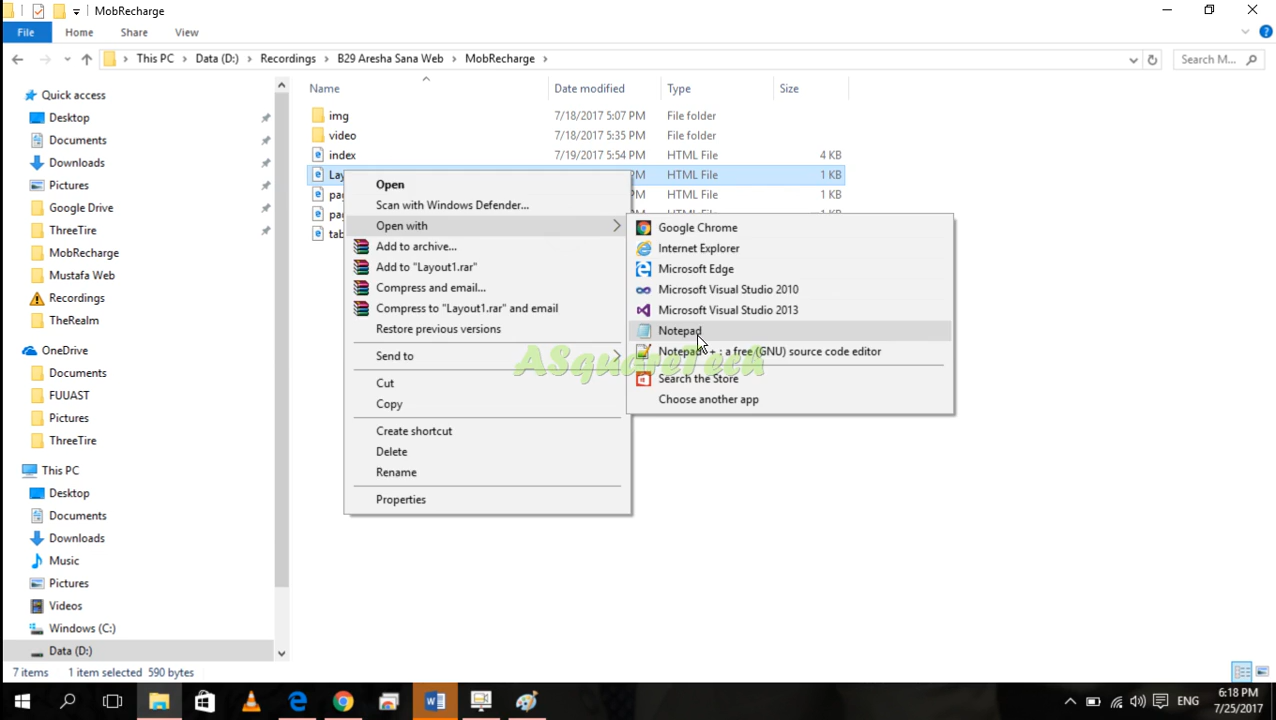 MobRecharge
File Home Share View
This PC Data (D:) Recordings B29 Aresha Sana Web MobRecharge
Search M...
Name Date modified Type Size
img 7/18/2017 5:07 PM File folder
video 7/18/2017 5:35 PM File folder
index 7/19/2017 5:54 PM HTML File 4 KB
Lay PM HTML File 1 KB
pag PM HTML File 1 KB
pag
tab
Quick access
Desktop
Documents
Downloads
Pictures
Google Drive
ThreeTire
MobRecharge
Mustafa Web
Recordings
TheRealm
OneDrive
Documents
FUUAST
Pictures
ThreeTire
This PC
Desktop
Documents
Downloads
Music
Pictures
Videos
Windows (C:)
Data (D:)
Open
Scan with Windows Defender...
Open with
Add to archive...
Add to "Layout1.rar"
Compress and email...
Compress to "Layout1.rar" and email
Restore previous versions
Send to
Cut
Copy
Create shortcut
Delete
Rename
Properties
Google Chrome
Internet Explorer
Microsoft Edge
Microsoft Visual Studio 2010
Microsoft Visual Studio 2013
Notepad
Notepad++ : a free (GNU) source code editor
Search the Store
Choose another app
ASquareTech
7 items 1 item selected 590 bytes
ENG
6:18 PM
7/25/2017